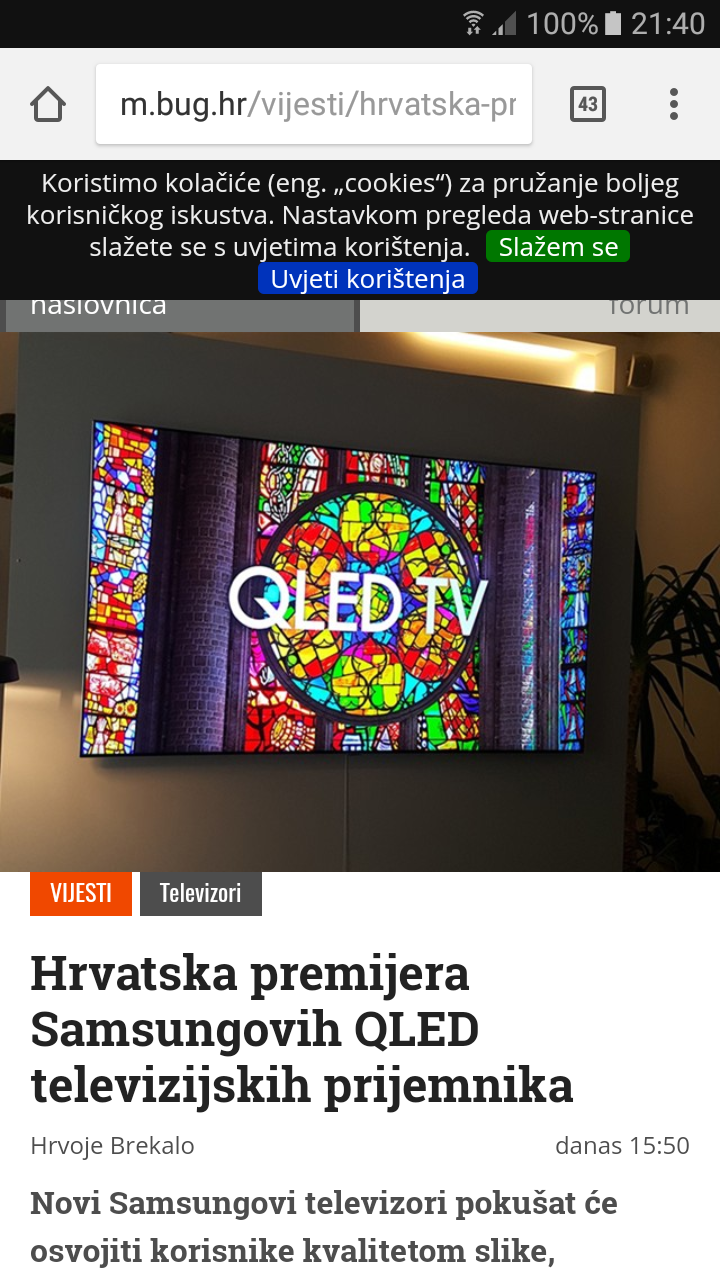 100% 21:40
m.bug.hr/vijesti/hrvatska-pr
43
Koristimo kolačiće (eng. „cookies“) za pružanje boljeg
korisničkog iskustva. Nastavkom pregleda web-stranice
slažete se s uvjetima korištenja. Slažem se
Uvjeti korištenja
naslovnica forum
QLED TV
VIJESTI Televizori
Hrvatska premijera
Samsungovih QLED
televizijskih prijemnika
Hrvoje Brekalo danas 15:50
Novi Samsungovi televizori pokušat će
osvojiti korisnike kvalitetom slike,